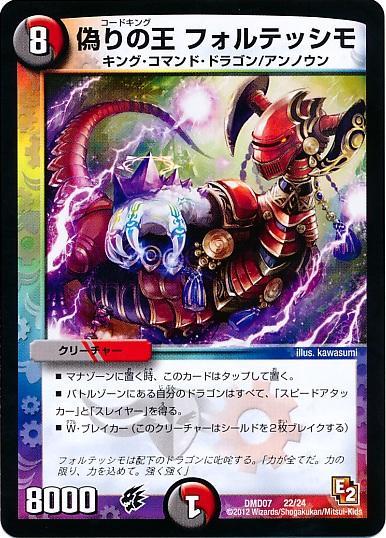 8
コードキング
偽りの王 フォルテッシモ
キング・コマンド・ドラゴン/アンノウン
クリーチャー
illus. kawasumi
■ マナゾーンに置く時、このカードはタップして置く。
■ バトルゾーンにある自分のドラゴンはすべて、「スピードアタッ
カー」と「スレイヤー」を得る。
■ W・ブレイカー (このクリーチャーはシールドを2枚ブレイクする)
フォルテッシモは配下のドラゴンに叱咤する。「力が全てだ。力の
限り、力を込めて。強く強く」
8000
1
DMD07 22/24
©2012 Wizards/Shogakukan/Mitsui-Kids
E2